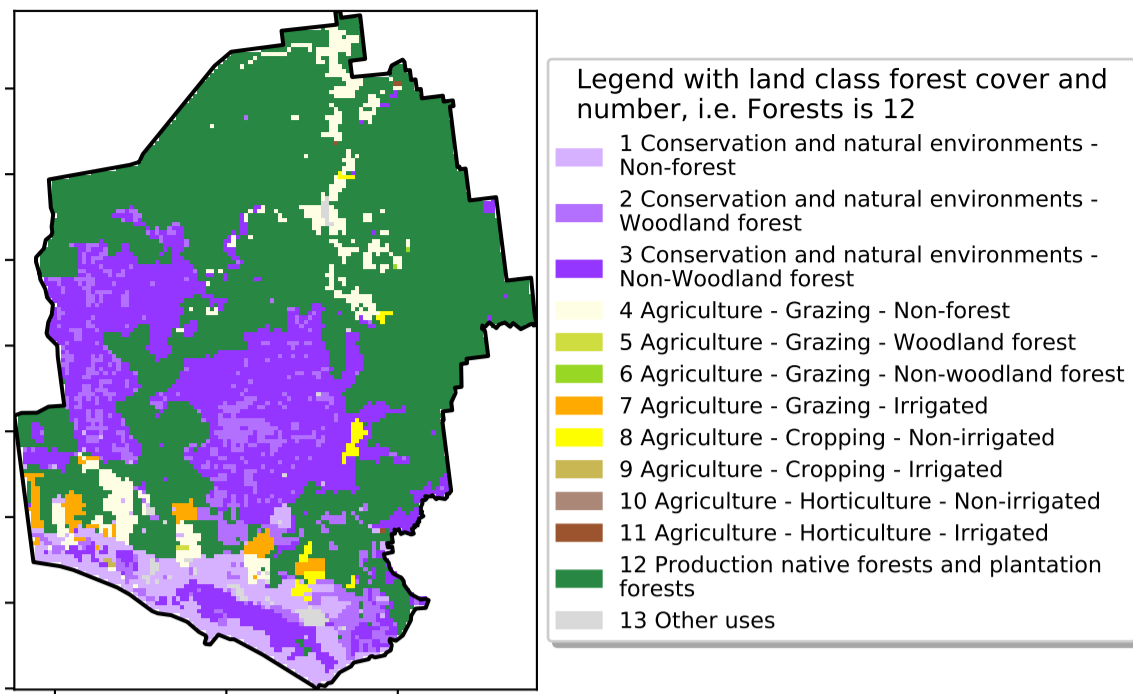 Legend with land class forest cover and
number, i.e. Forests is 12
1 Conservation and natural environments -
Non-forest
2 Conservation and natural environments -
Woodland forest
3 Conservation and natural environments -
Non-Woodland forest
4 Agriculture - Grazing - Non-forest
5 Agriculture - Grazing - Woodland forest
6 Agriculture - Grazing - Non-woodland forest
7 Agriculture - Grazing - Irrigated
8 Agriculture - Cropping - Non-irrigated
9 Agriculture - Cropping - Irrigated
10 Agriculture - Horticulture - Non-irrigated
11 Agriculture - Horticulture - Irrigated
12 Production native forests and plantation
forests
13 Other uses